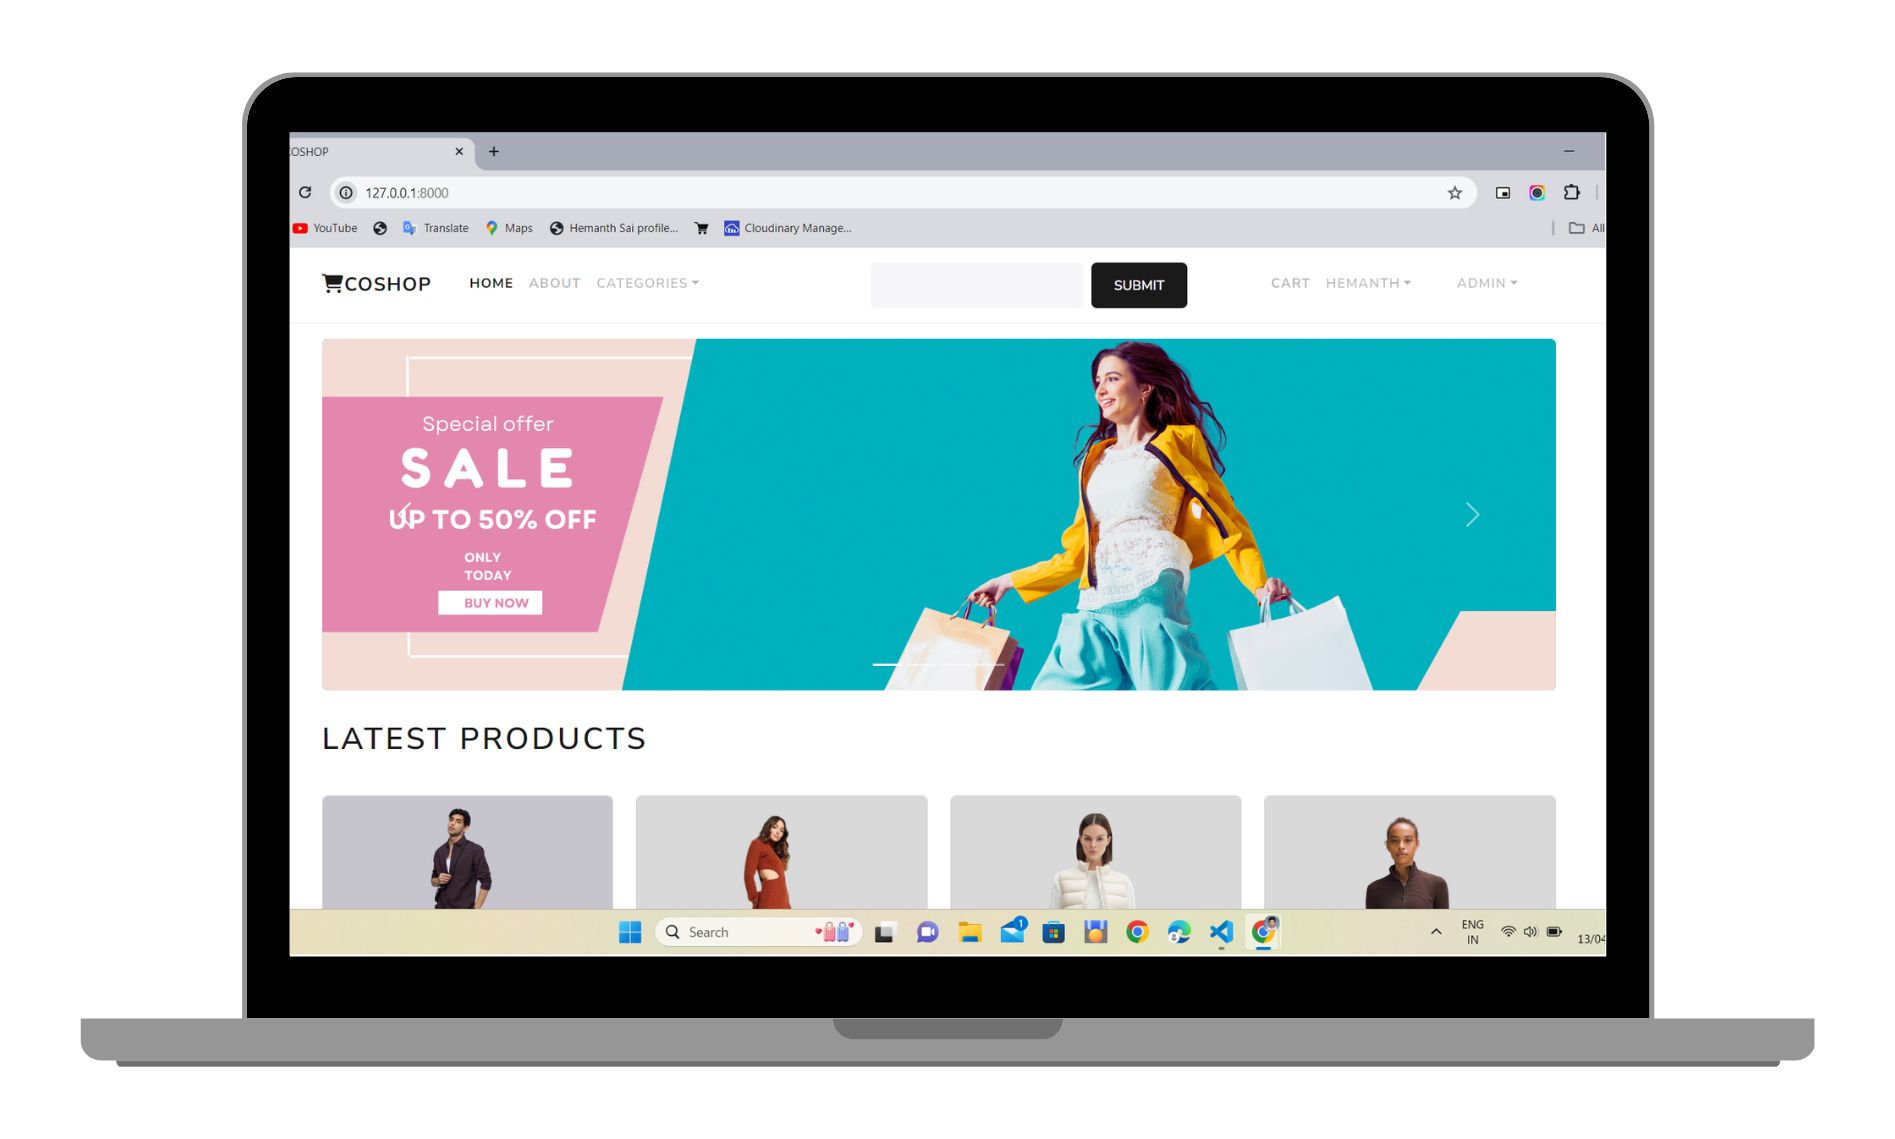 COSHOP
127.0.0.1:8000
YouTube Translate Maps Hemanth Sai profile... Cloudinary Manage... All
COSHOP HOME ABOUT CATEGORIES SUBMIT CART HEMANTH ADMIN
Special offer
SALE
UP TO 50% OFF
ONLY
TODAY
BUY NOW
LATEST PRODUCTS
Search
1
ENG
IN
13/04